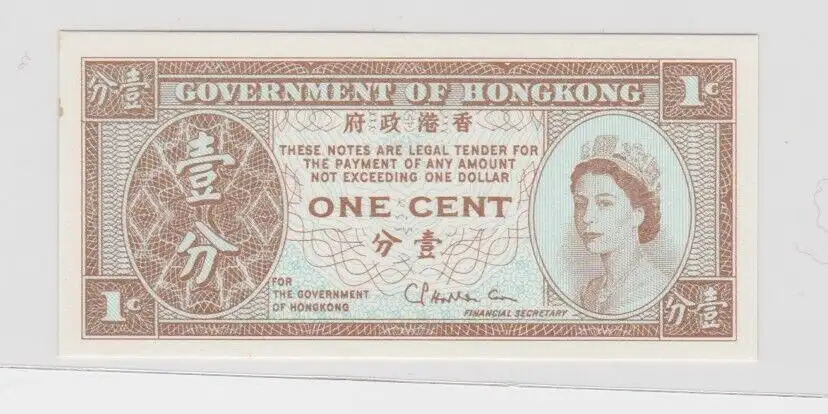 分壹
GOVERNMENT OF HONGKONG
1C
府政港香
THESE NOTES ARE LEGAL TENDER FOR
THE PAYMENT OF ANY AMOUNT
NOT EXCEEDING ONE DOLLAR
壹
分
ONE CENT
分壹
FOR
THE GOVERNMENT
OF HONGKONG
FINANCIAL SECRETARY
1C
分壹